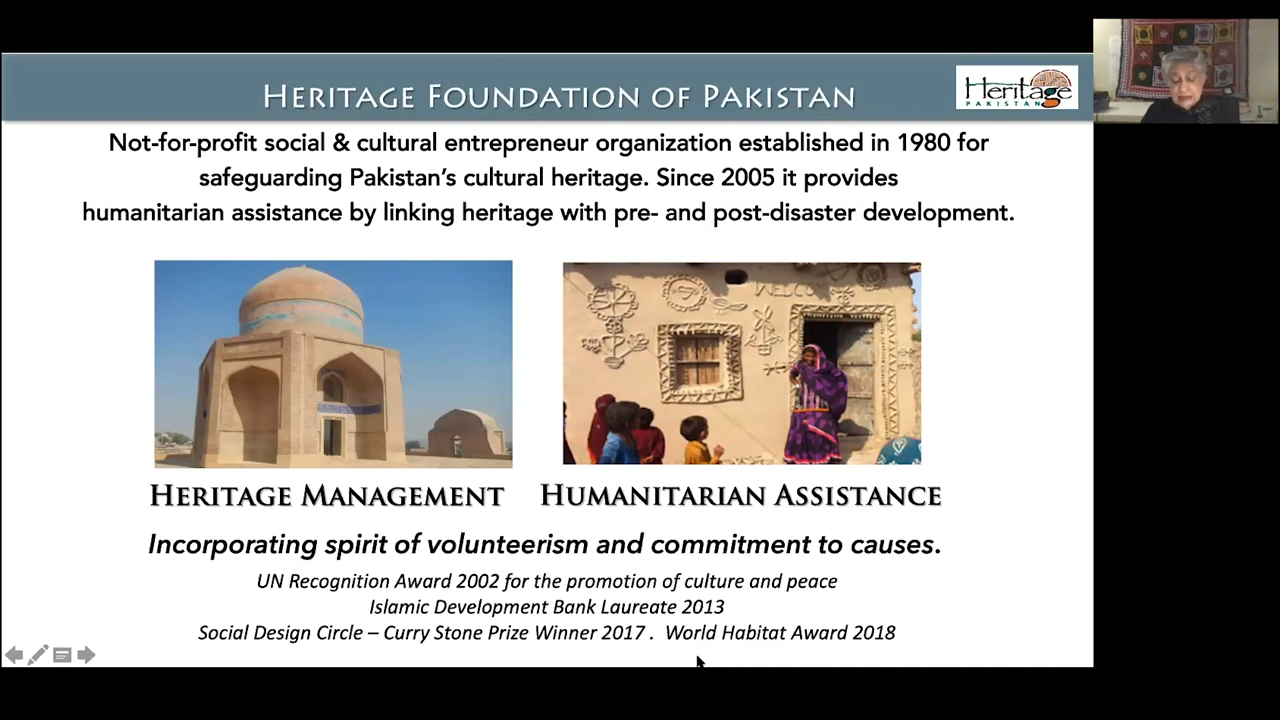 HERITAGE FOUNDATION OF PAKISTAN
Heritage
PAKISTAN
Not-for-profit social & cultural entrepreneur organization established in 1980 for
safeguarding Pakistan's cultural heritage. Since 2005 it provides
humanitarian assistance by linking heritage with pre- and post-disaster development.
WELCOME
HERITAGE MANAGEMENT
HUMANITARIAN ASSISTANCE
Incorporating spirit of volunteerism and commitment to causes.
UN Recognition Award 2002 for the promotion of culture and peace
Islamic Development Bank Laureate 2013
Social Design Circle – Curry Stone Prize Winner 2017 . World Habitat Award 2018